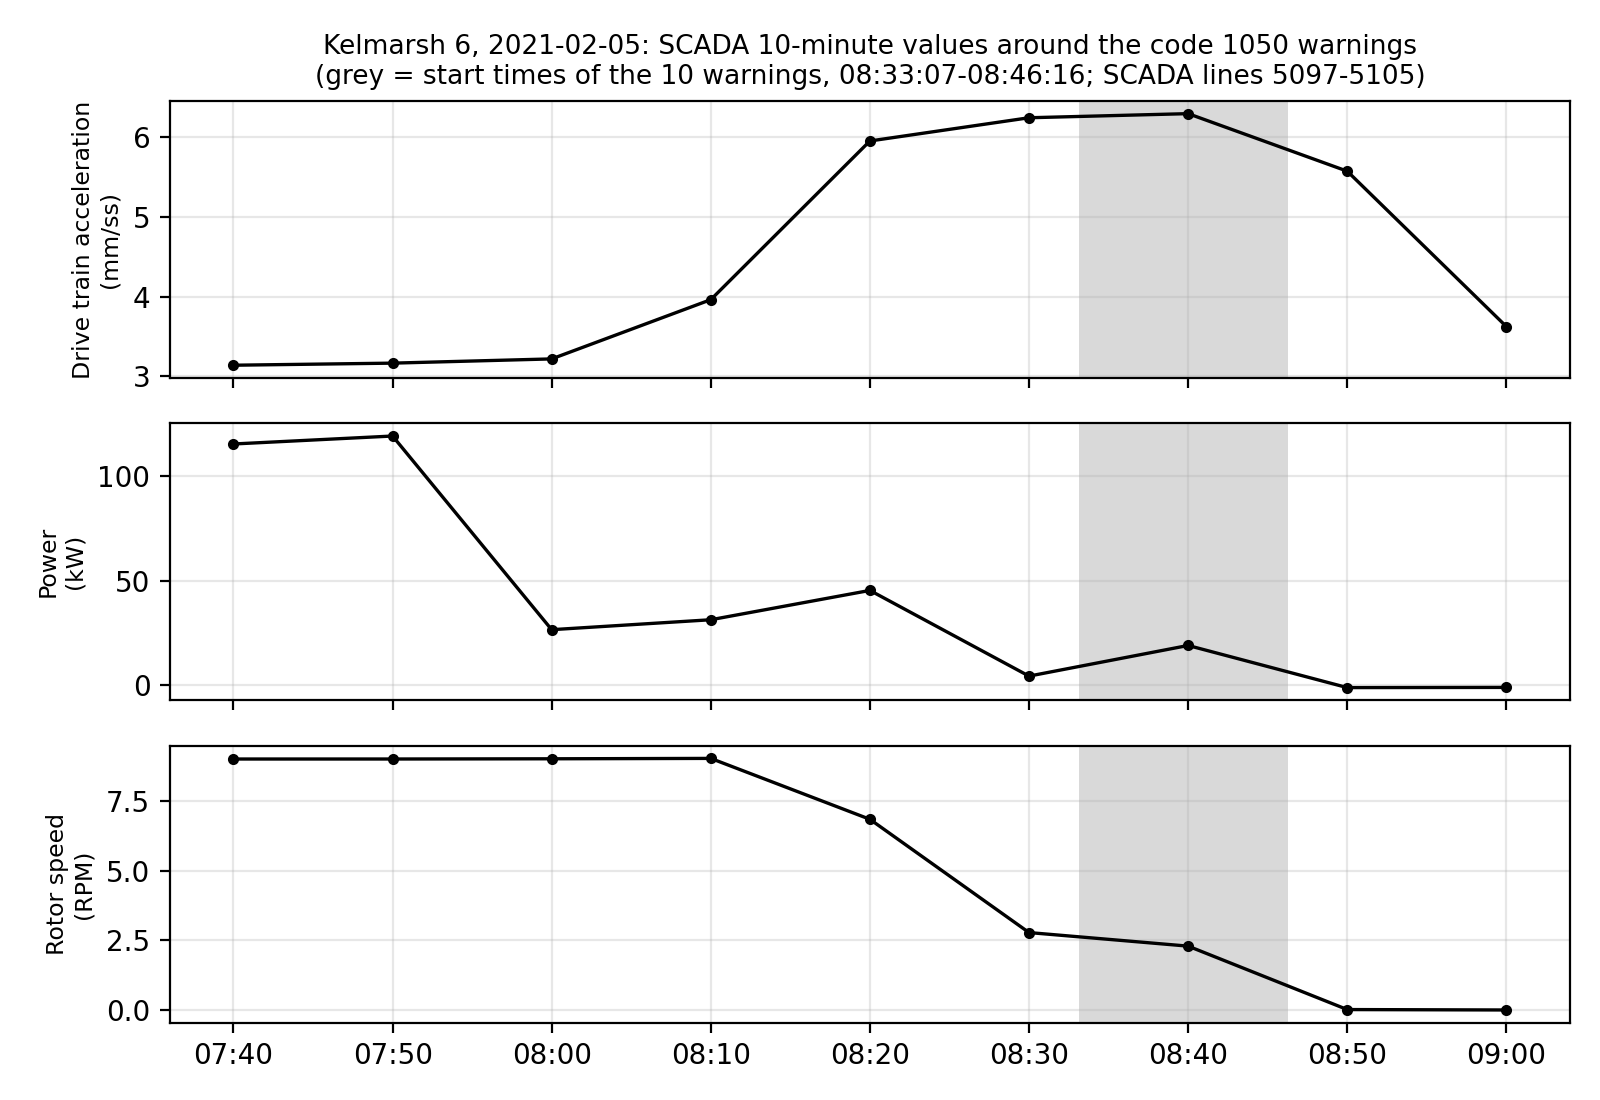 Kelmarsh 6, 2021-02-05: SCADA 10-minute values around the code 1050 warnings
(grey = start times of the 10 warnings, 08:33:07-08:46:16; SCADA lines 5097-5105)
Drive train acceleration
(mm/ss)
6
5
4
3
Power
(kW)
100
50
0
Rotor speed
(RPM)
7.5
5.0
2.5
0.0
07:40 07:50 08:00 08:10 08:20 08:30 08:40 08:50 09:00